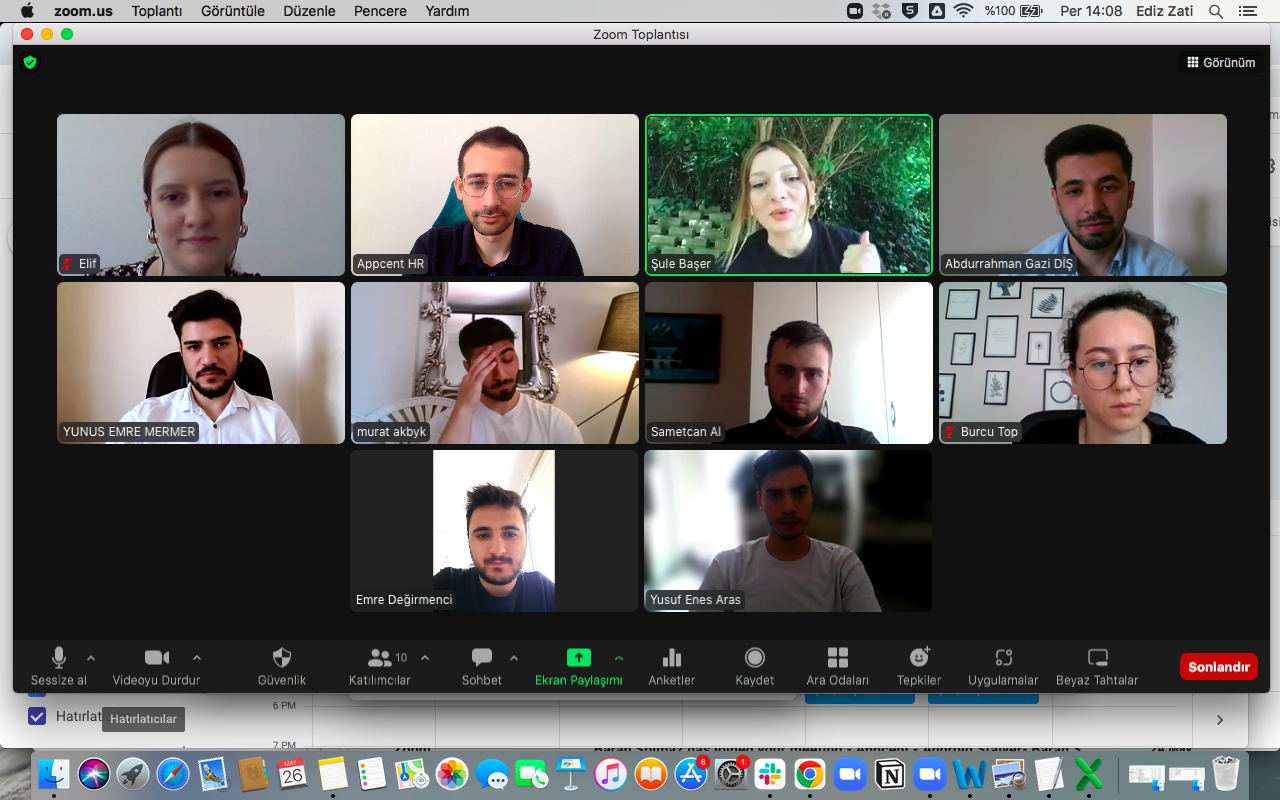 zoom.us Toplantı Görüntüle Düzenle Pencere Yardım %100 Per 14:08 Ediz Zati
Zoom Toplantısı
Görünüm
Elif
Appcent HR
Şule Başer
Abdurrahman Gazi DİŞ
YUNUS EMRE MERMER
murat akbyk
Sametcan Al
Burcu Top
Emre Değirmenci
Yusuf Enes Aras
10
Sessize al Videoyu Durdur Güvenlik Katılımcılar Sohbet Ekran Paylaşımı Anketler Kaydet Ara Odaları Tepkiler Uygulamalar Beyaz Tahtalar Sonlandır
6 PM
Hatırlat
Hatırlatıcılar
7 PM
MAY
26
6
1